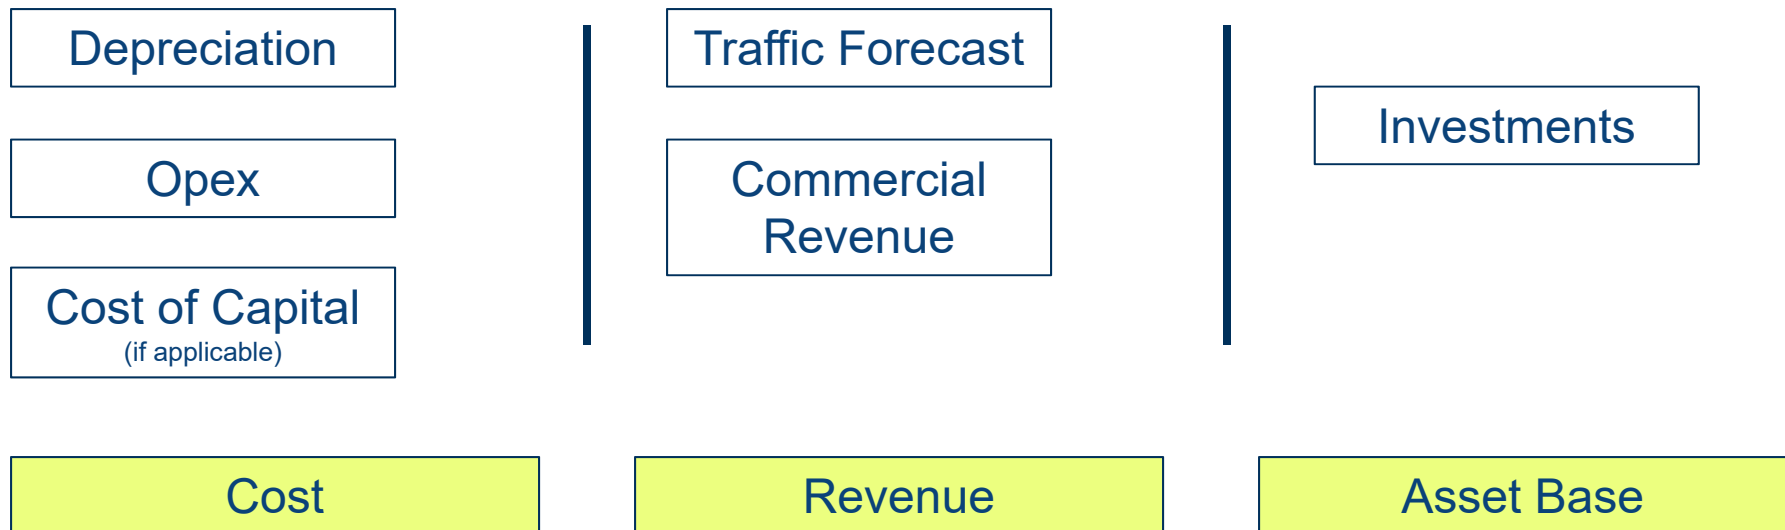 Depreciation
Opex
Cost of Capital
(if applicable)
Cost
Traffic Forecast
Commercial
Revenue
Revenue
Investments
Asset Base